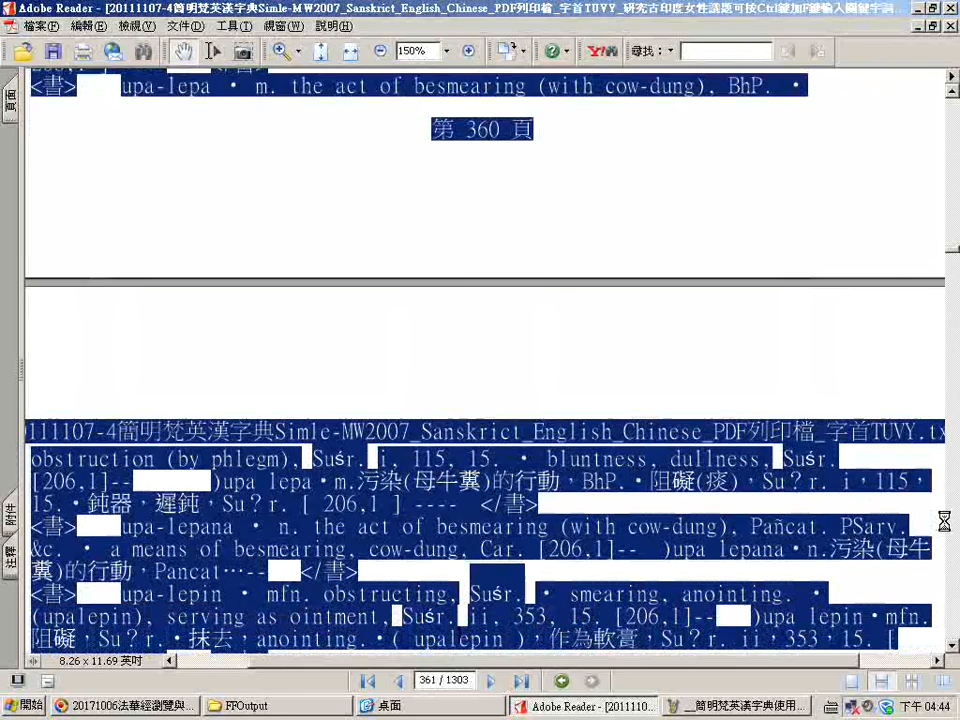 Adobe Reader - [20111107-4簡明梵英漢字典Simle-MW2007_Sanskrict_English_Chinese_PDF列印檔_字首TUVY_研究古印度女性議題可按Ctrl鍵加F鍵輸入關鍵字詞...
檔案(F) 編輯(E) 檢視(V) 文件(D) 工具(T) 視窗(W) 說明(H)
150% 尋找：
頁面
<書> upa-lepa • m. the act of besmearing (with cow-dung), BhP. •
第 360 頁
111107-4簡明梵英漢字典Simle-MW2007_Sanskrict_English_Chinese_PDF列印檔_字首TUVY.tx
obstruction (by phlegm), Suśr. i, 115, 15. • bluntness, dullness, Suśr.
[206,1]-- )upa lepa•m.污染(母牛糞)的行動，BhP.•阻礙(痰)，Su？r. i，115，
15.•鈍器，遲鈍，Su？r. [ 206,1 ] ---- </書>
<書> upa-lepana • n. the act of besmearing (with cow-dung), Pañcat. PSarv.
&c. • a means of besmearing, cow-dung, Car. [206,1]-- )upa lepana•n.污染(母牛
糞)的行動，Pancat…-- </書>
<書> upa-lepin • mfn. obstructing, Suśr. • smearing, anointing. •
(upalepin), serving as ointment, Suśr. ii, 353, 15. [206,1]-- )upa lepin•mfn.
阻礙，Su？r.•抹去，anointing.•( upalepin )，作為軟膏，Su？r. ii，353，15. [
附件
注釋
8.26 x 11.69 英吋
361 / 1303
開始 20171006法華經瀏覽與... FFOutput 桌面 Adobe Reader - [2011110... __簡明梵英字典使用... 下午 04:44